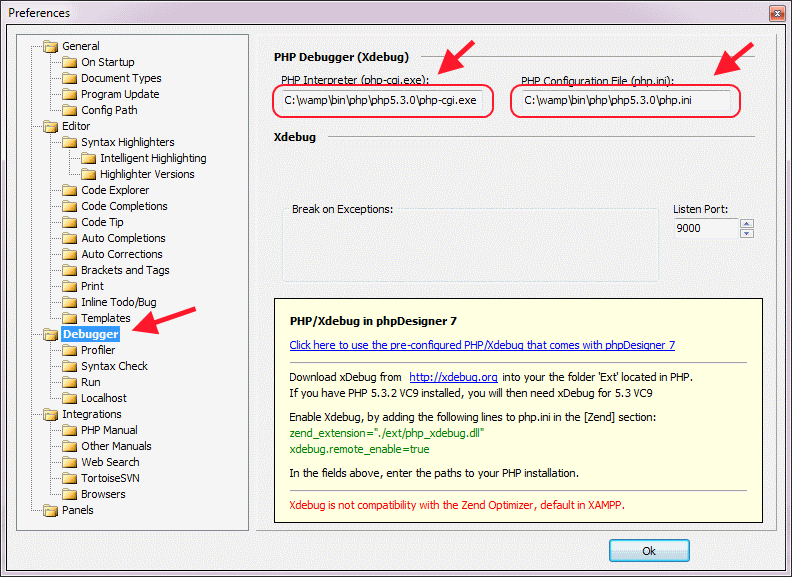 Preferences
General
On Startup
Document Types
Program Update
Config Path
Editor
Syntax Highlighters
Intelligent Highlighting
Highlighter Versions
Code Explorer
Code Completions
Code Tip
Auto Completions
Auto Corrections
Brackets and Tags
Print
Inline Todo/Bug
Templates
Debugger
Profiler
Syntax Check
Run
Localhost
Integrations
PHP Manual
Other Manuals
Web Search
TortoiseSVN
Browsers
Panels
PHP Debugger (Xdebug)
PHP Interpreter (php-cgi.exe):
C:\wamp\bin\php\php5.3.0\php-cgi.exe
PHP Configuration File (php.ini):
C:\wamp\bin\php\php5.3.0\php.ini
Xdebug
Break on Exceptions:
Listen Port:
9000
PHP/Xdebug in phpDesigner 7
Click here to use the pre-configured PHP/Xdebug that comes with phpDesigner 7
Download xDebug from http://xdebug.org into your the folder 'Ext' located in PHP.
If you have PHP 5.3.2 VC9 installed, you will then need xDebug for 5.3 VC9
Enable Xdebug, by adding the following lines to php.ini in the [Zend] section:
zend_extension="./ext/php_xdebug.dll"
xdebug.remote_enable=true
In the fields above, enter the paths to your PHP installation.
Xdebug is not compatibility with the Zend Optimizer, default in XAMPP.
Ok